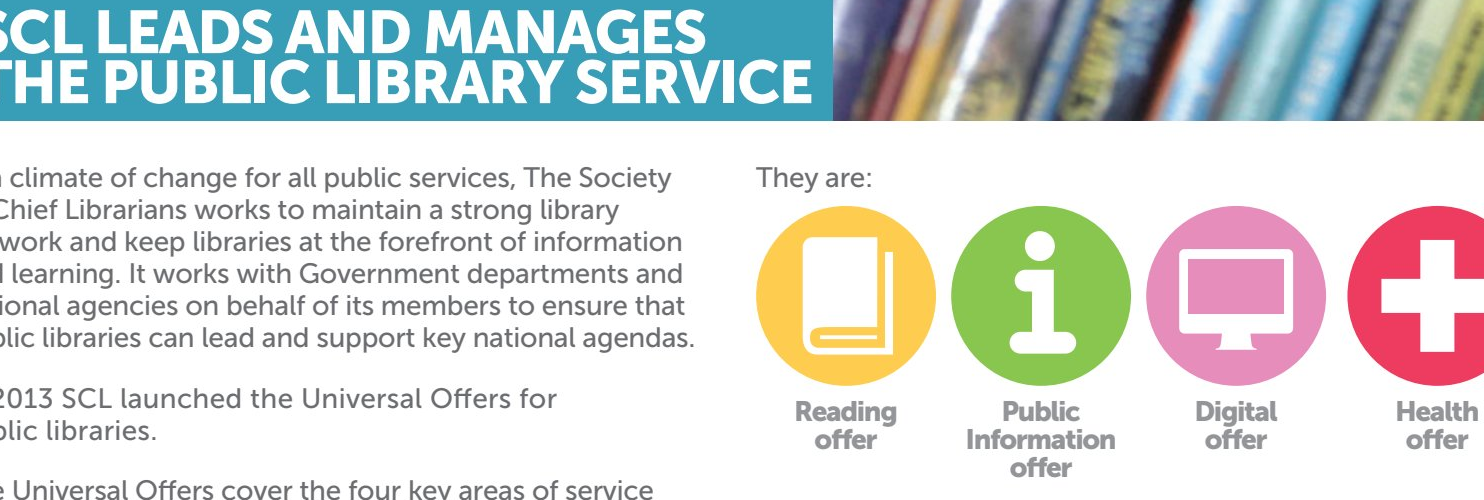 SCL LEADS AND MANAGES
THE PUBLIC LIBRARY SERVICE
climate of change for all public services, The Society
Chief Librarians works to maintain a strong library
work and keep libraries at the forefront of information
learning. It works with Government departments and
ional agencies on behalf of its members to ensure that
blic libraries can lead and support key national agendas.
2013 SCL launched the Universal Offers for
blic libraries.
Universal Offers cover the four key areas of service
They are:
Reading
offer
Public
Information
offer
Digital
offer
Health
offer